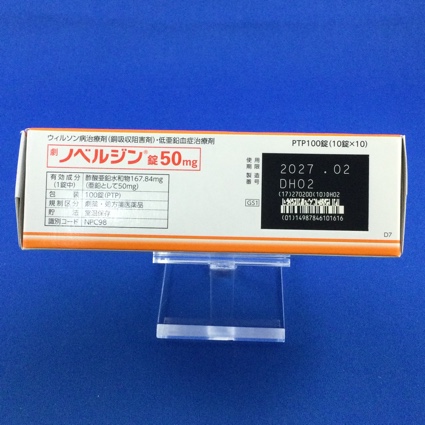 ウィルソン病治療剤(銅吸収阻害剤)・低亜鉛血症治療剤
PTP100錠(10錠×10)
劇 ノベルジン®錠50mg
有効成分(1錠中) 酢酸亜鉛水和物167.84mg(亜鉛として50mg)
包装 100錠(PTP)
規制区分 劇薬・処方箋医薬品
貯法 室温保存
識別コード NPC98
使用期限 2027.02
製造番号 DH02
(17)270200(10)DH02
GS1
(01)14987846101616
D7